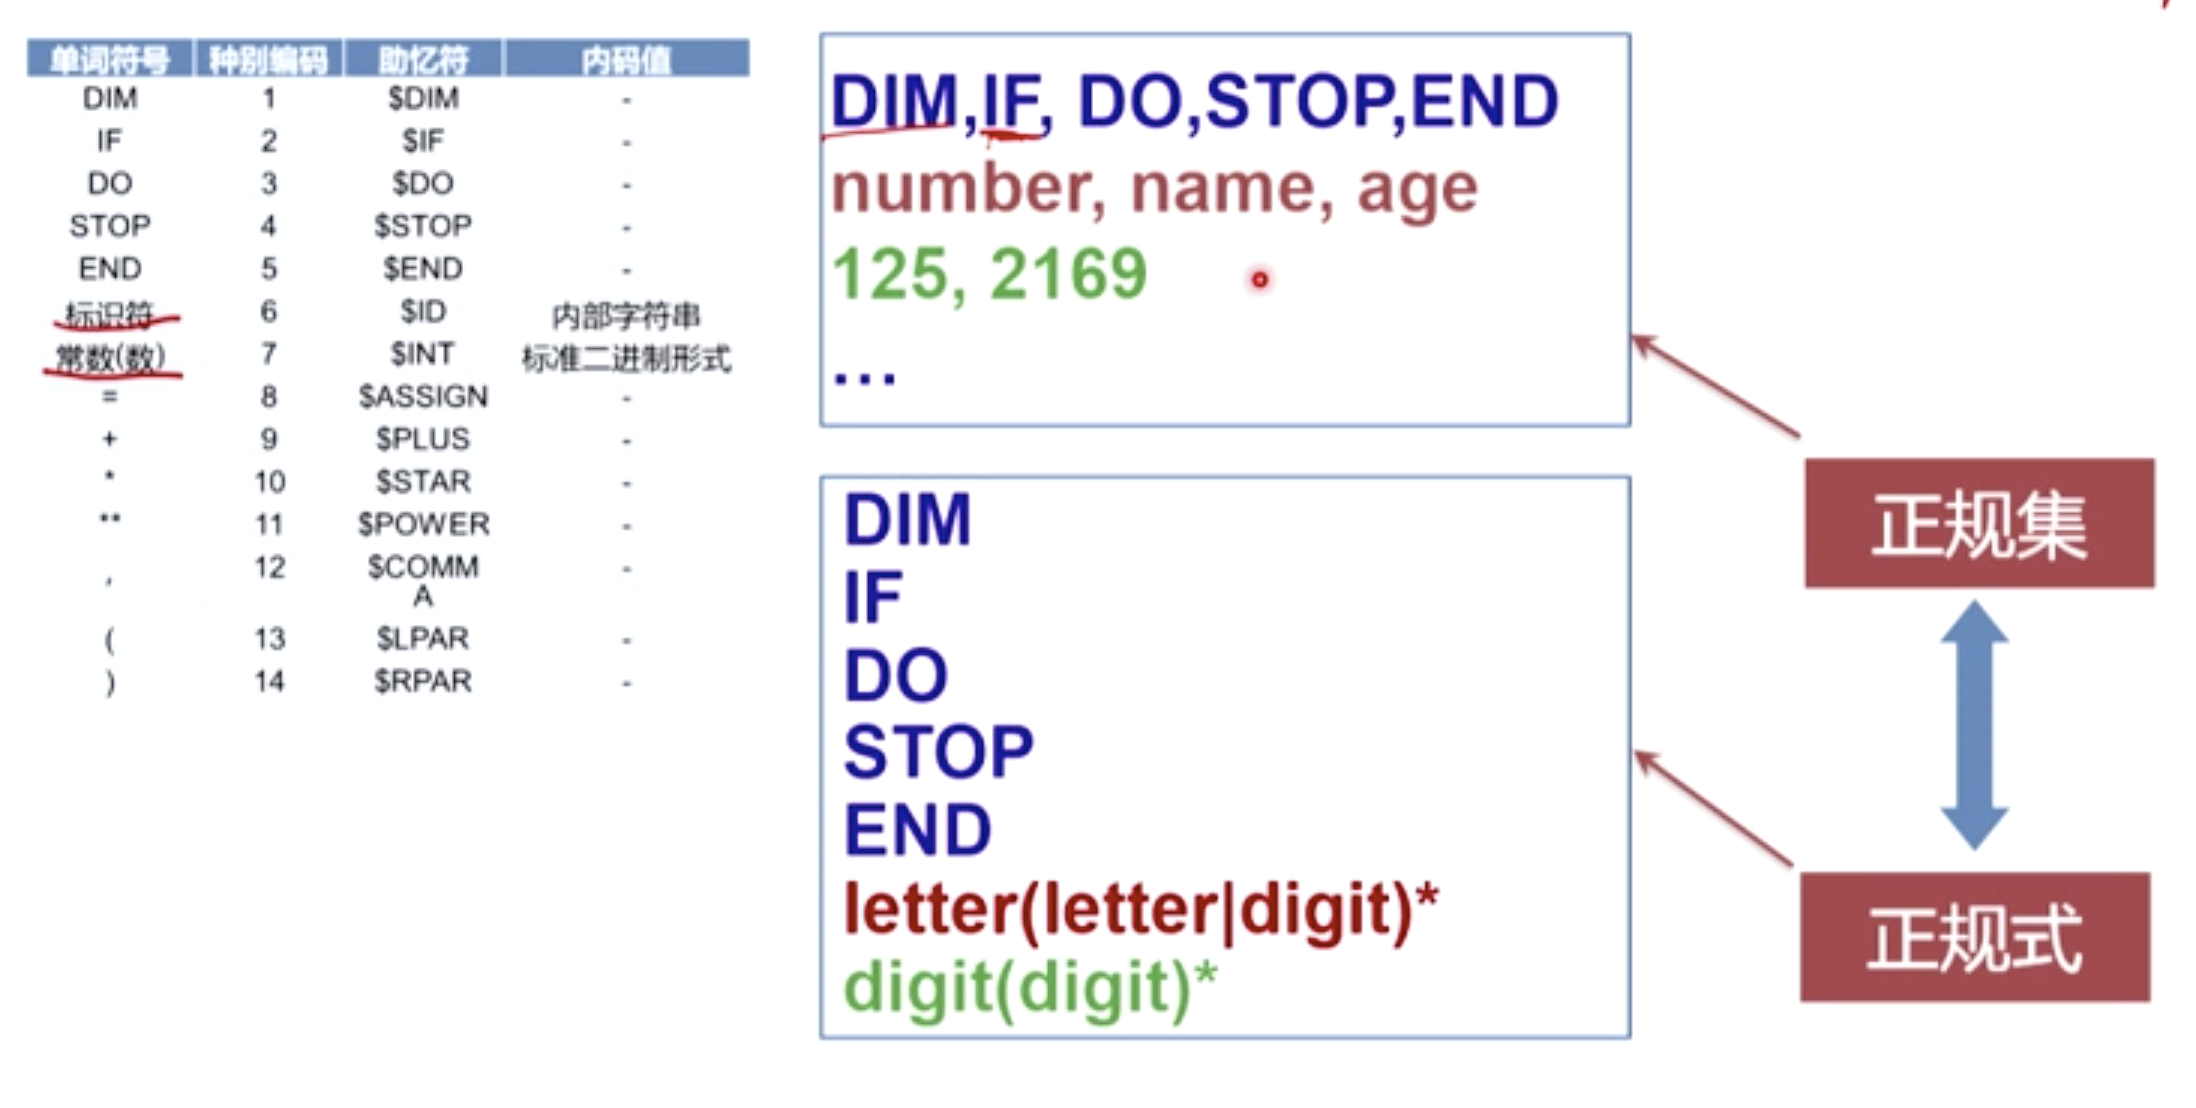 单词符号 种别编码 助忆符 内码值
DIM 1 $DIM -
IF 2 $IF -
DO 3 $DO -
STOP 4 $STOP -
END 5 $END -
标识符 6 $ID 内部字符串
常数(数) 7 $INT 标准二进制形式
= 8 $ASSIGN -
+ 9 $PLUS -
* 10 $STAR -
** 11 $POWER -
, 12 $COMM -
A
( 13 $LPAR -
) 14 $RPAR -
DIM,IF, DO,STOP,END
number, name, age
125, 2169
...
正规集
DIM
IF
DO
STOP
END
letter(letter|digit)*
digit(digit)*
正规式